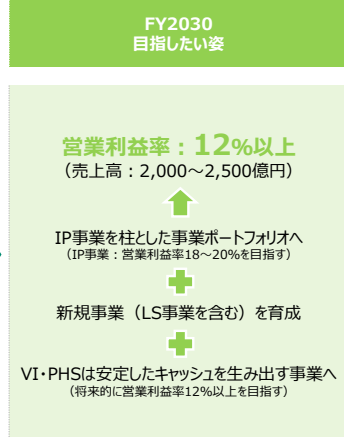 FY2030
目指したい姿
営業利益率：12%以上
（売上高：2,000～2,500億円）
IP事業を柱とした事業ポートフォリオへ
（IP事業：営業利益率18～20%を目指す）
新規事業（LS事業を含む）を育成
VI・PHSは安定したキャッシュを生み出す事業へ
（将来的に営業利益率12%以上を目指す）